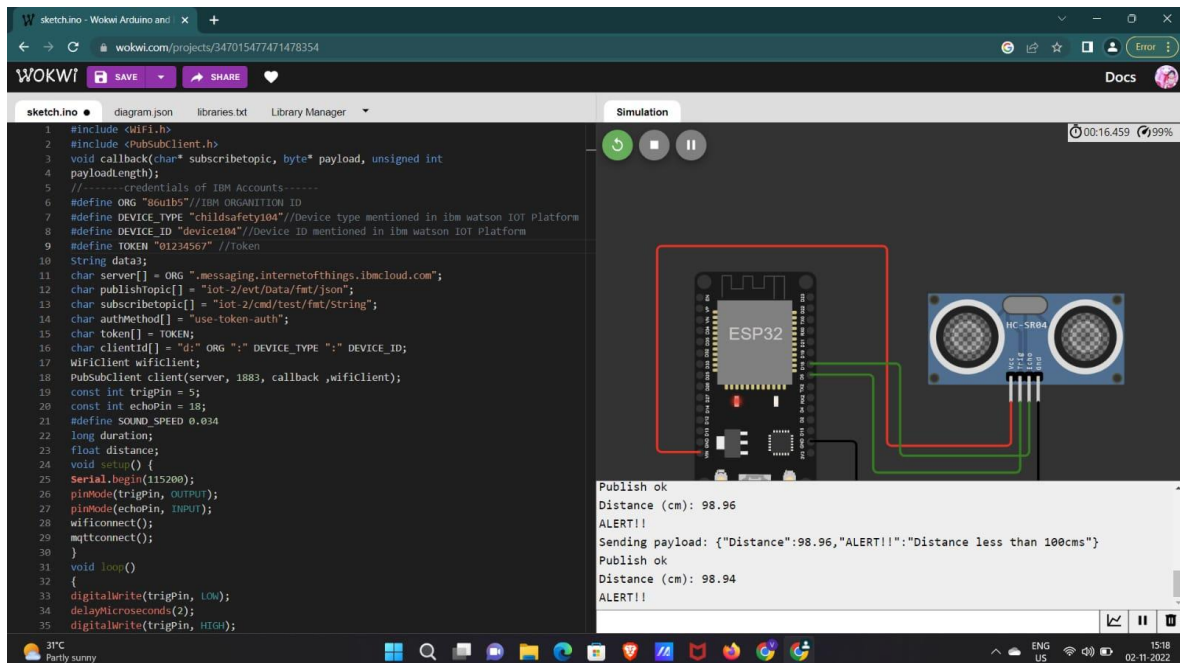 sketch.ino - Wokwi Arduino and
wokwi.com/projects/347015477471478354
Error
WOKWI
SAVE
SHARE
Docs
sketch.ino
diagram.json
libraries.txt
Library Manager
Simulation
1 #include <WiFi.h>
2 #include <PubSubClient.h>
3 void callback(char* subscribetopic, byte* payload, unsigned int
4 payloadLength);
5 //-------credentials of IBM Accounts------
6 #define ORG "86u1b5"//IBM ORGANITION ID
7 #define DEVICE_TYPE "childsafety104"//Device type mentioned in ibm watson IOT Platform
8 #define DEVICE_ID "device104"//Device ID mentioned in ibm watson IOT Platform
9 #define TOKEN "01234567" //Token
10 String data3;
11 char server[] = ORG ".messaging.internetofthings.ibmcloud.com";
12 char publishTopic[] = "iot-2/evt/Data/fmt/json";
13 char subscribetopic[] = "iot-2/cmd/test/fmt/String";
14 char authMethod[] = "use-token-auth";
15 char token[] = TOKEN;
16 char clientId[] = "d:" ORG ":" DEVICE_TYPE ":" DEVICE_ID;
17 WiFiClient wifiClient;
18 PubSubClient client(server, 1883, callback ,wifiClient);
19 const int trigPin = 5;
20 const int echoPin = 18;
21 #define SOUND_SPEED 0.034
22 long duration;
23 float distance;
24 void setup() {
25 Serial.begin(115200);
26 pinMode(trigPin, OUTPUT);
27 pinMode(echoPin, INPUT);
28 wificonnect();
29 mqttconnect();
30 }
31 void loop()
32 {
33 digitalWrite(trigPin, LOW);
34 delayMicroseconds(2);
35 digitalWrite(trigPin, HIGH);
00:16.459 99%
ESP32
HC-SR04
Vcc
Trig
Echo
Gnd
Publish ok
Distance (cm): 98.96
ALERT!!
Sending payload: {"Distance":98.96,"ALERT!!":"Distance less than 100cms"}
Publish ok
Distance (cm): 98.94
ALERT!!
31°C
Partly sunny
ENG
US
15:18
02-11-2022